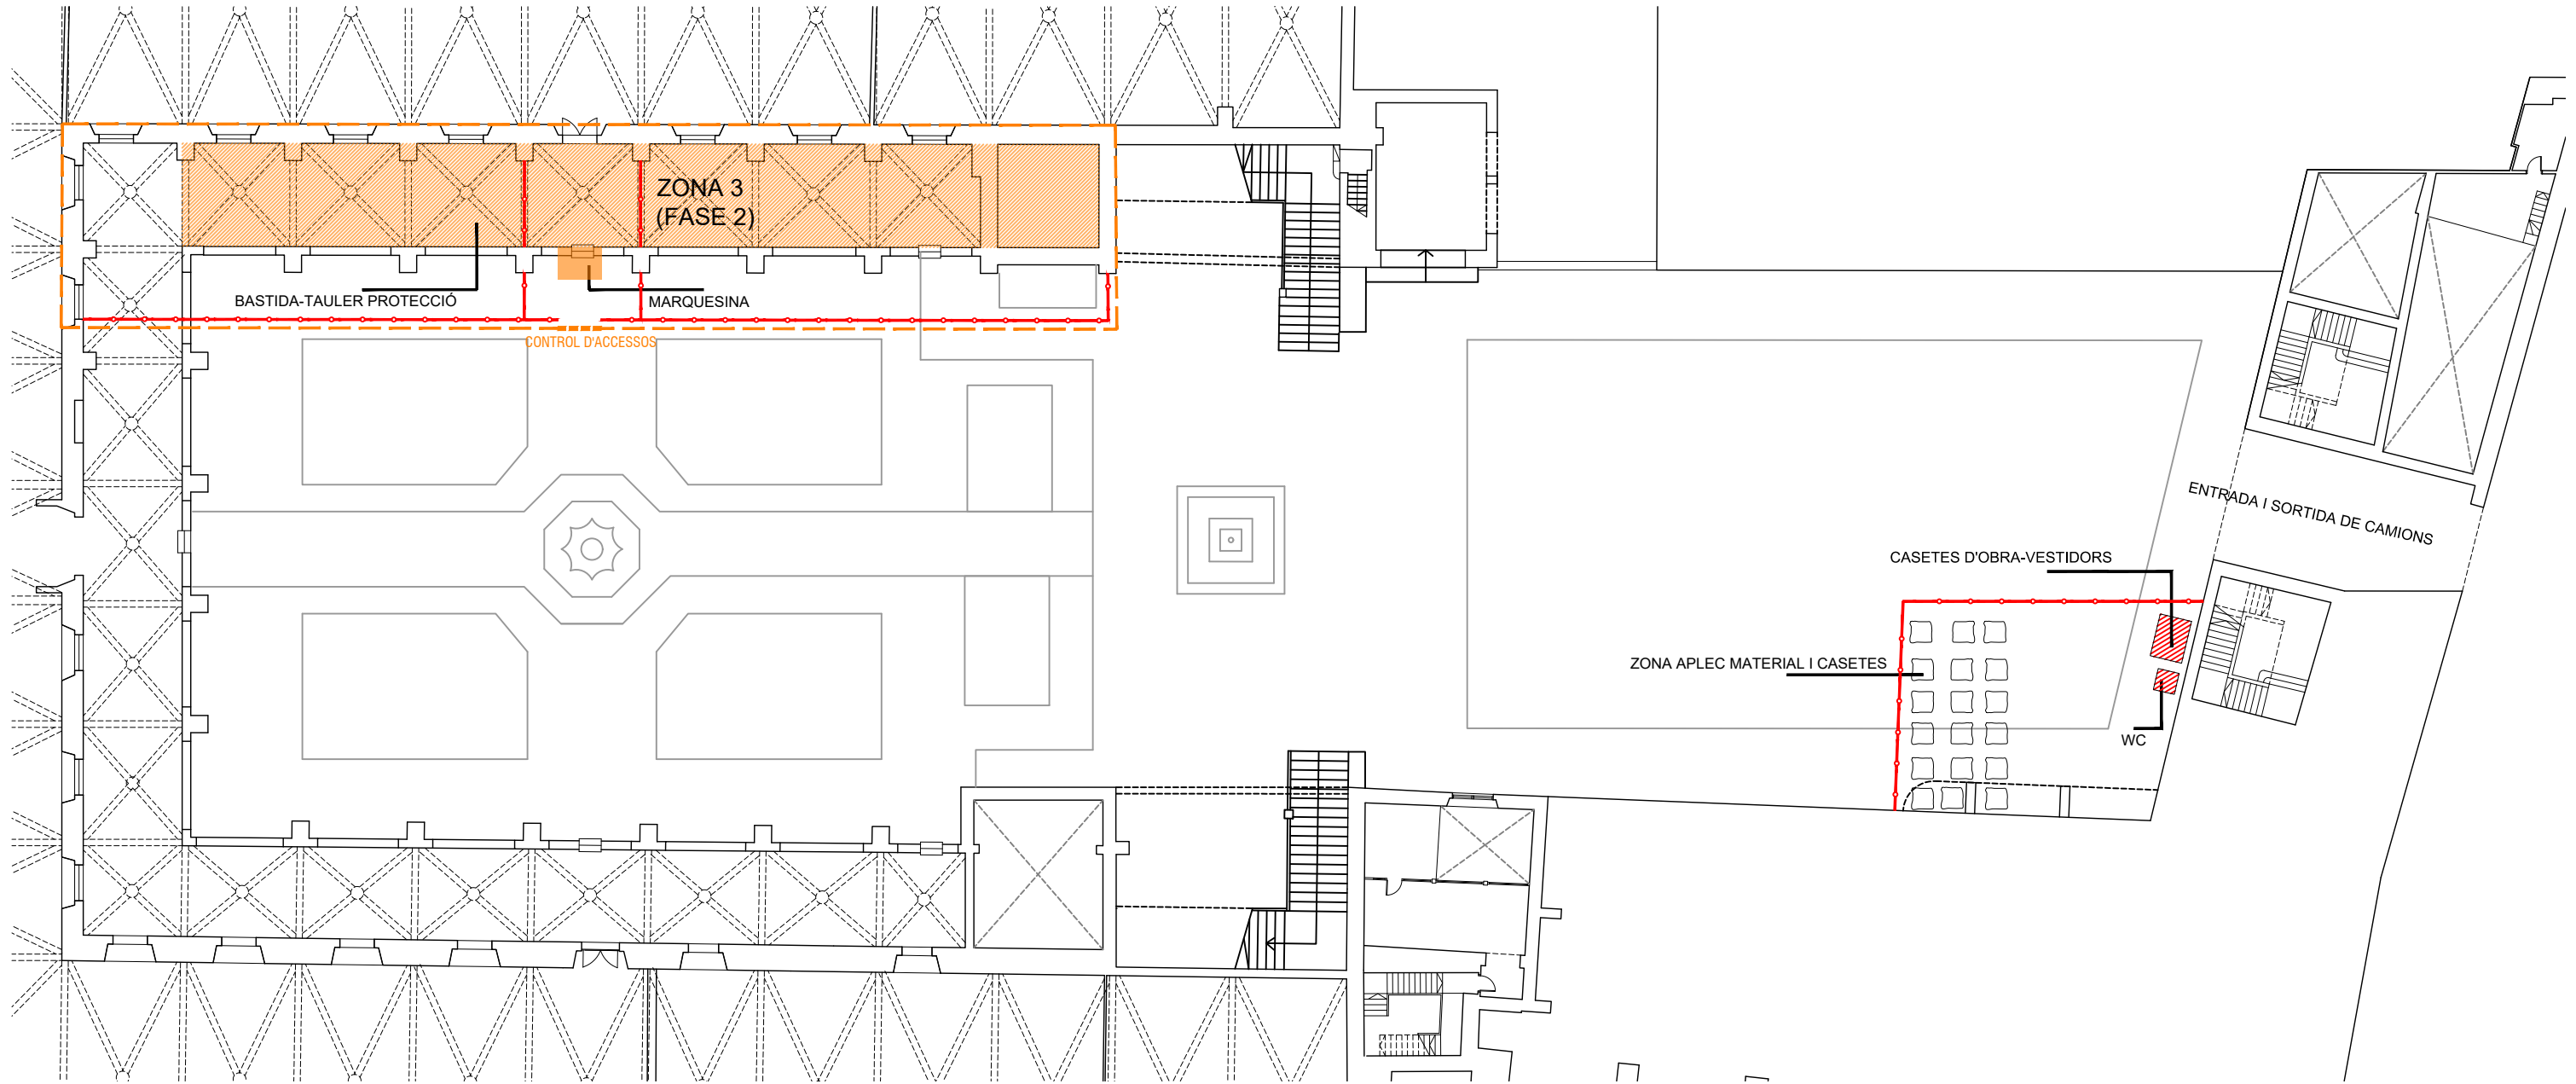 ZONA 3
(FASE 2)
BASTIDA-TAULER PROTECCIÓ
MARQUESINA
CONTROL D'ACCESSOS
ENTRADA I SORTIDA DE CAMIONS
CASETES D'OBRA-VESTIDORS
ZONA APLEC MATERIAL I CASETES
WC